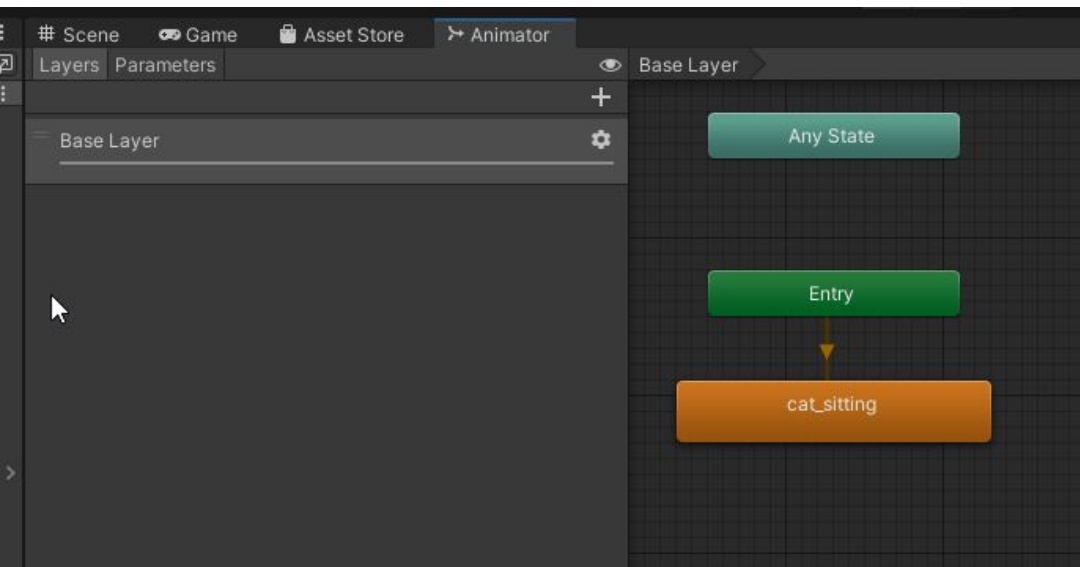 Scene Game Asset Store Animator
Layers Parameters Base Layer
Base Layer
Any State
Entry
cat_sitting